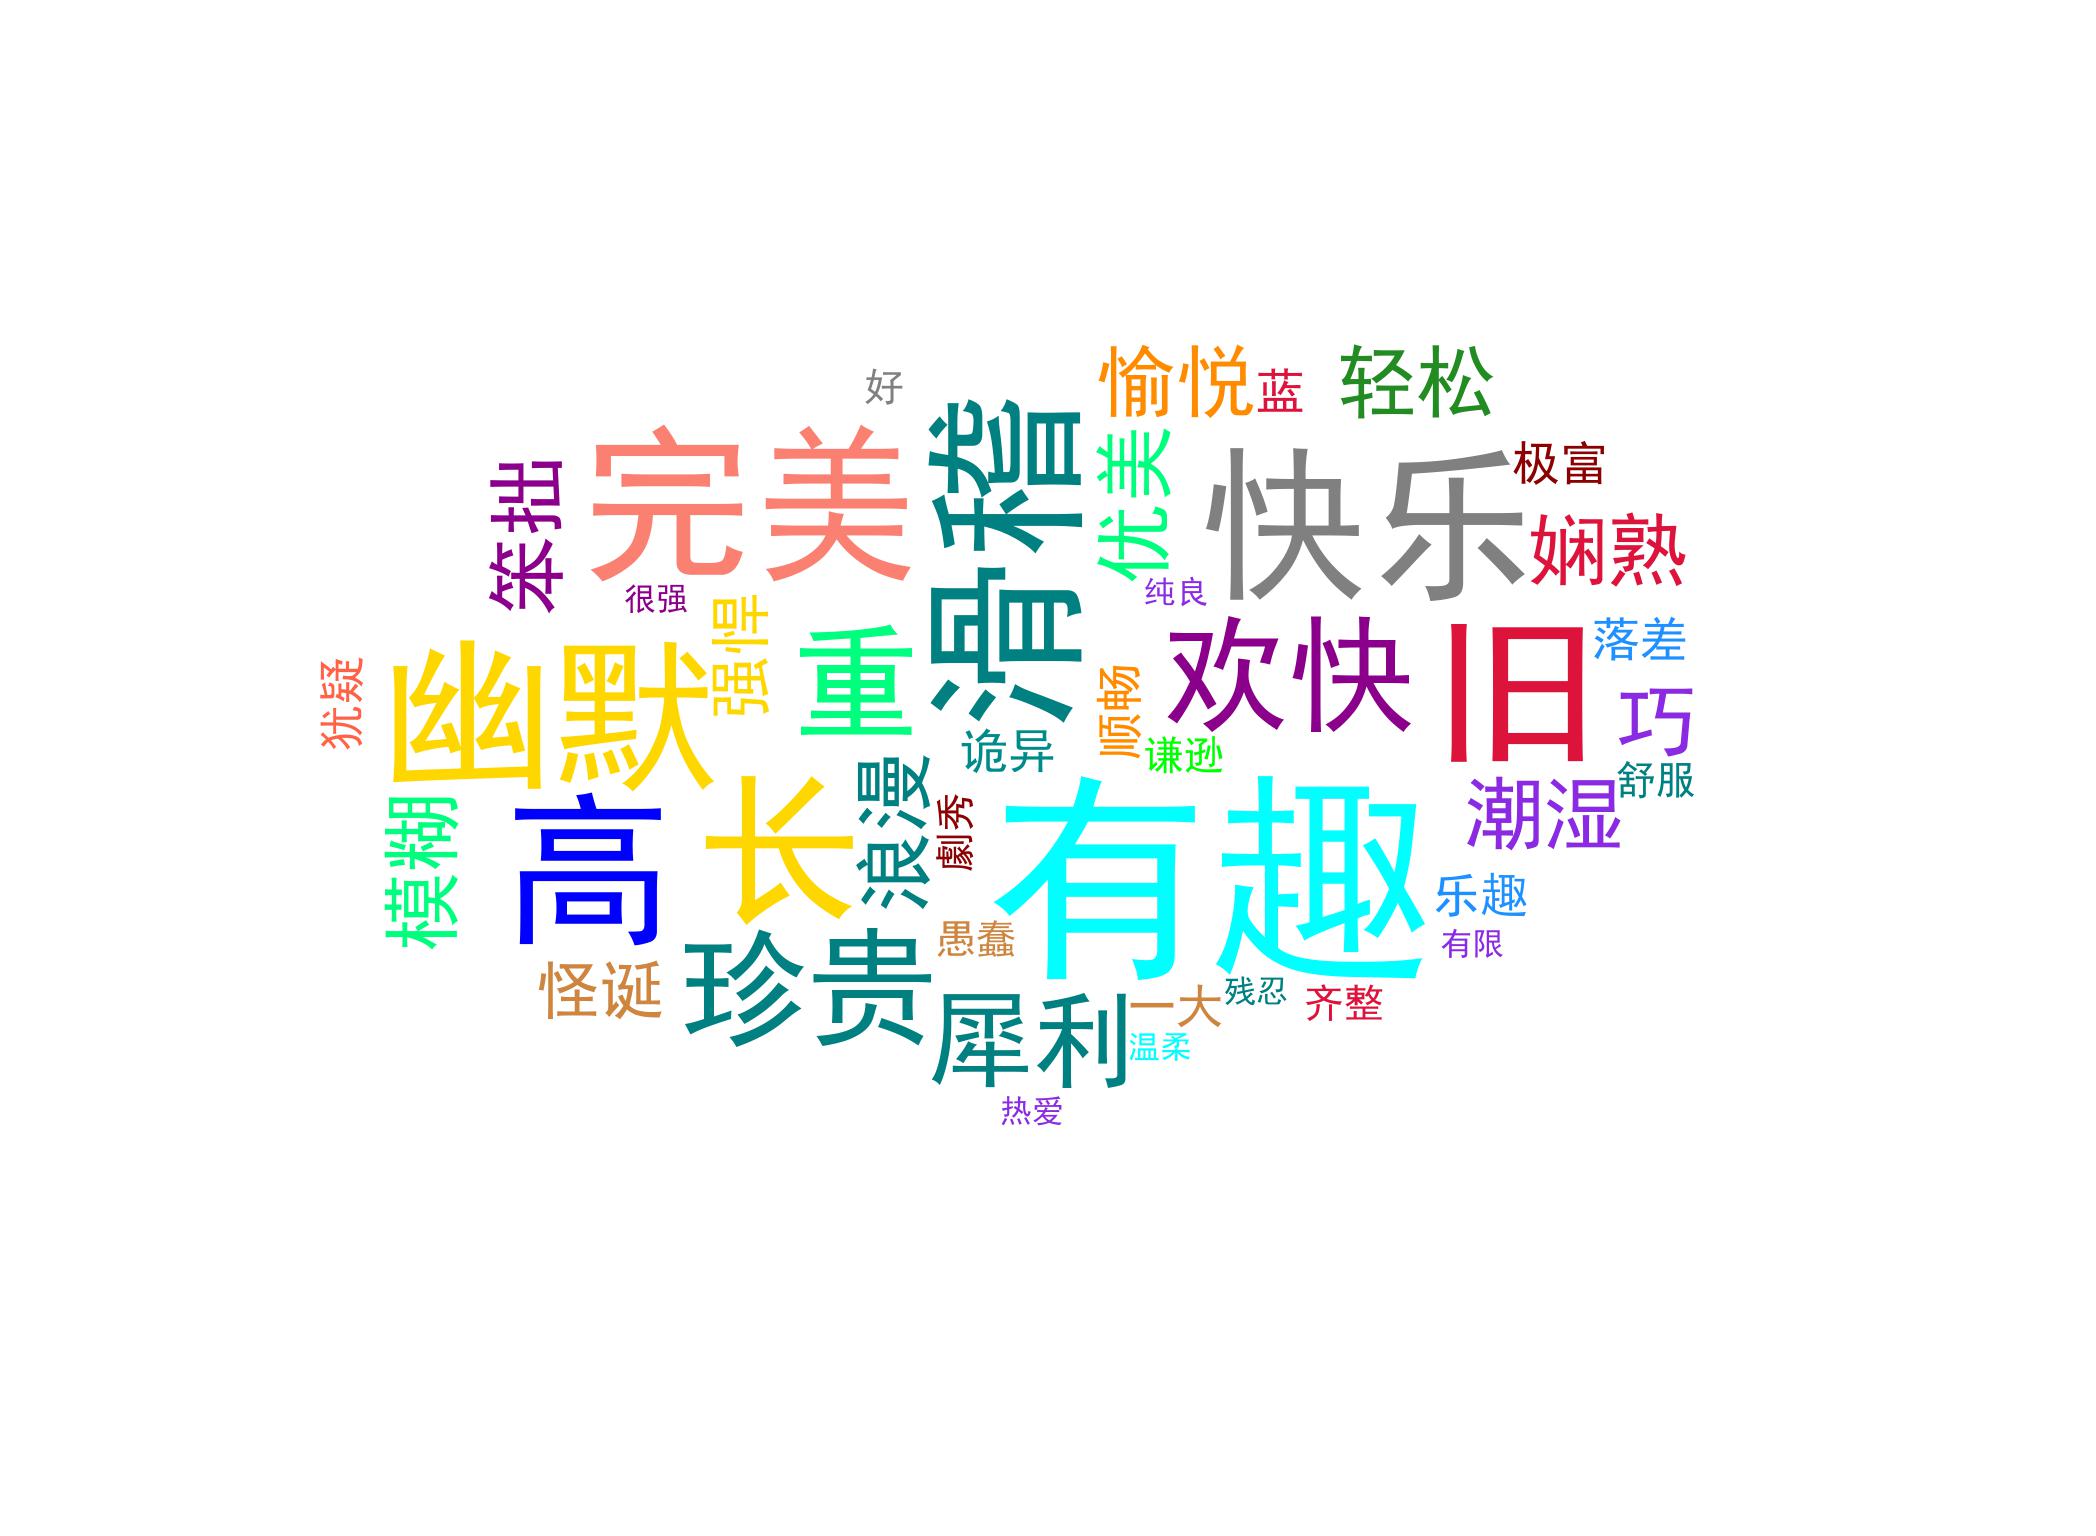 愉悦
蓝
轻松
好
滑稽
完美
优美
快乐
极富
笨拙
娴熟
纯良
很强
强悍
重
欢快
旧
落差
犹疑
幽默
顺畅
巧
诡异
谦逊
舒服
浪漫
長
有趣
潮湿
模糊
高
劇秀
乐趣
愚蠢
有限
怪诞
珍贵
犀利
一大
残忍
齐整
温柔
热爱